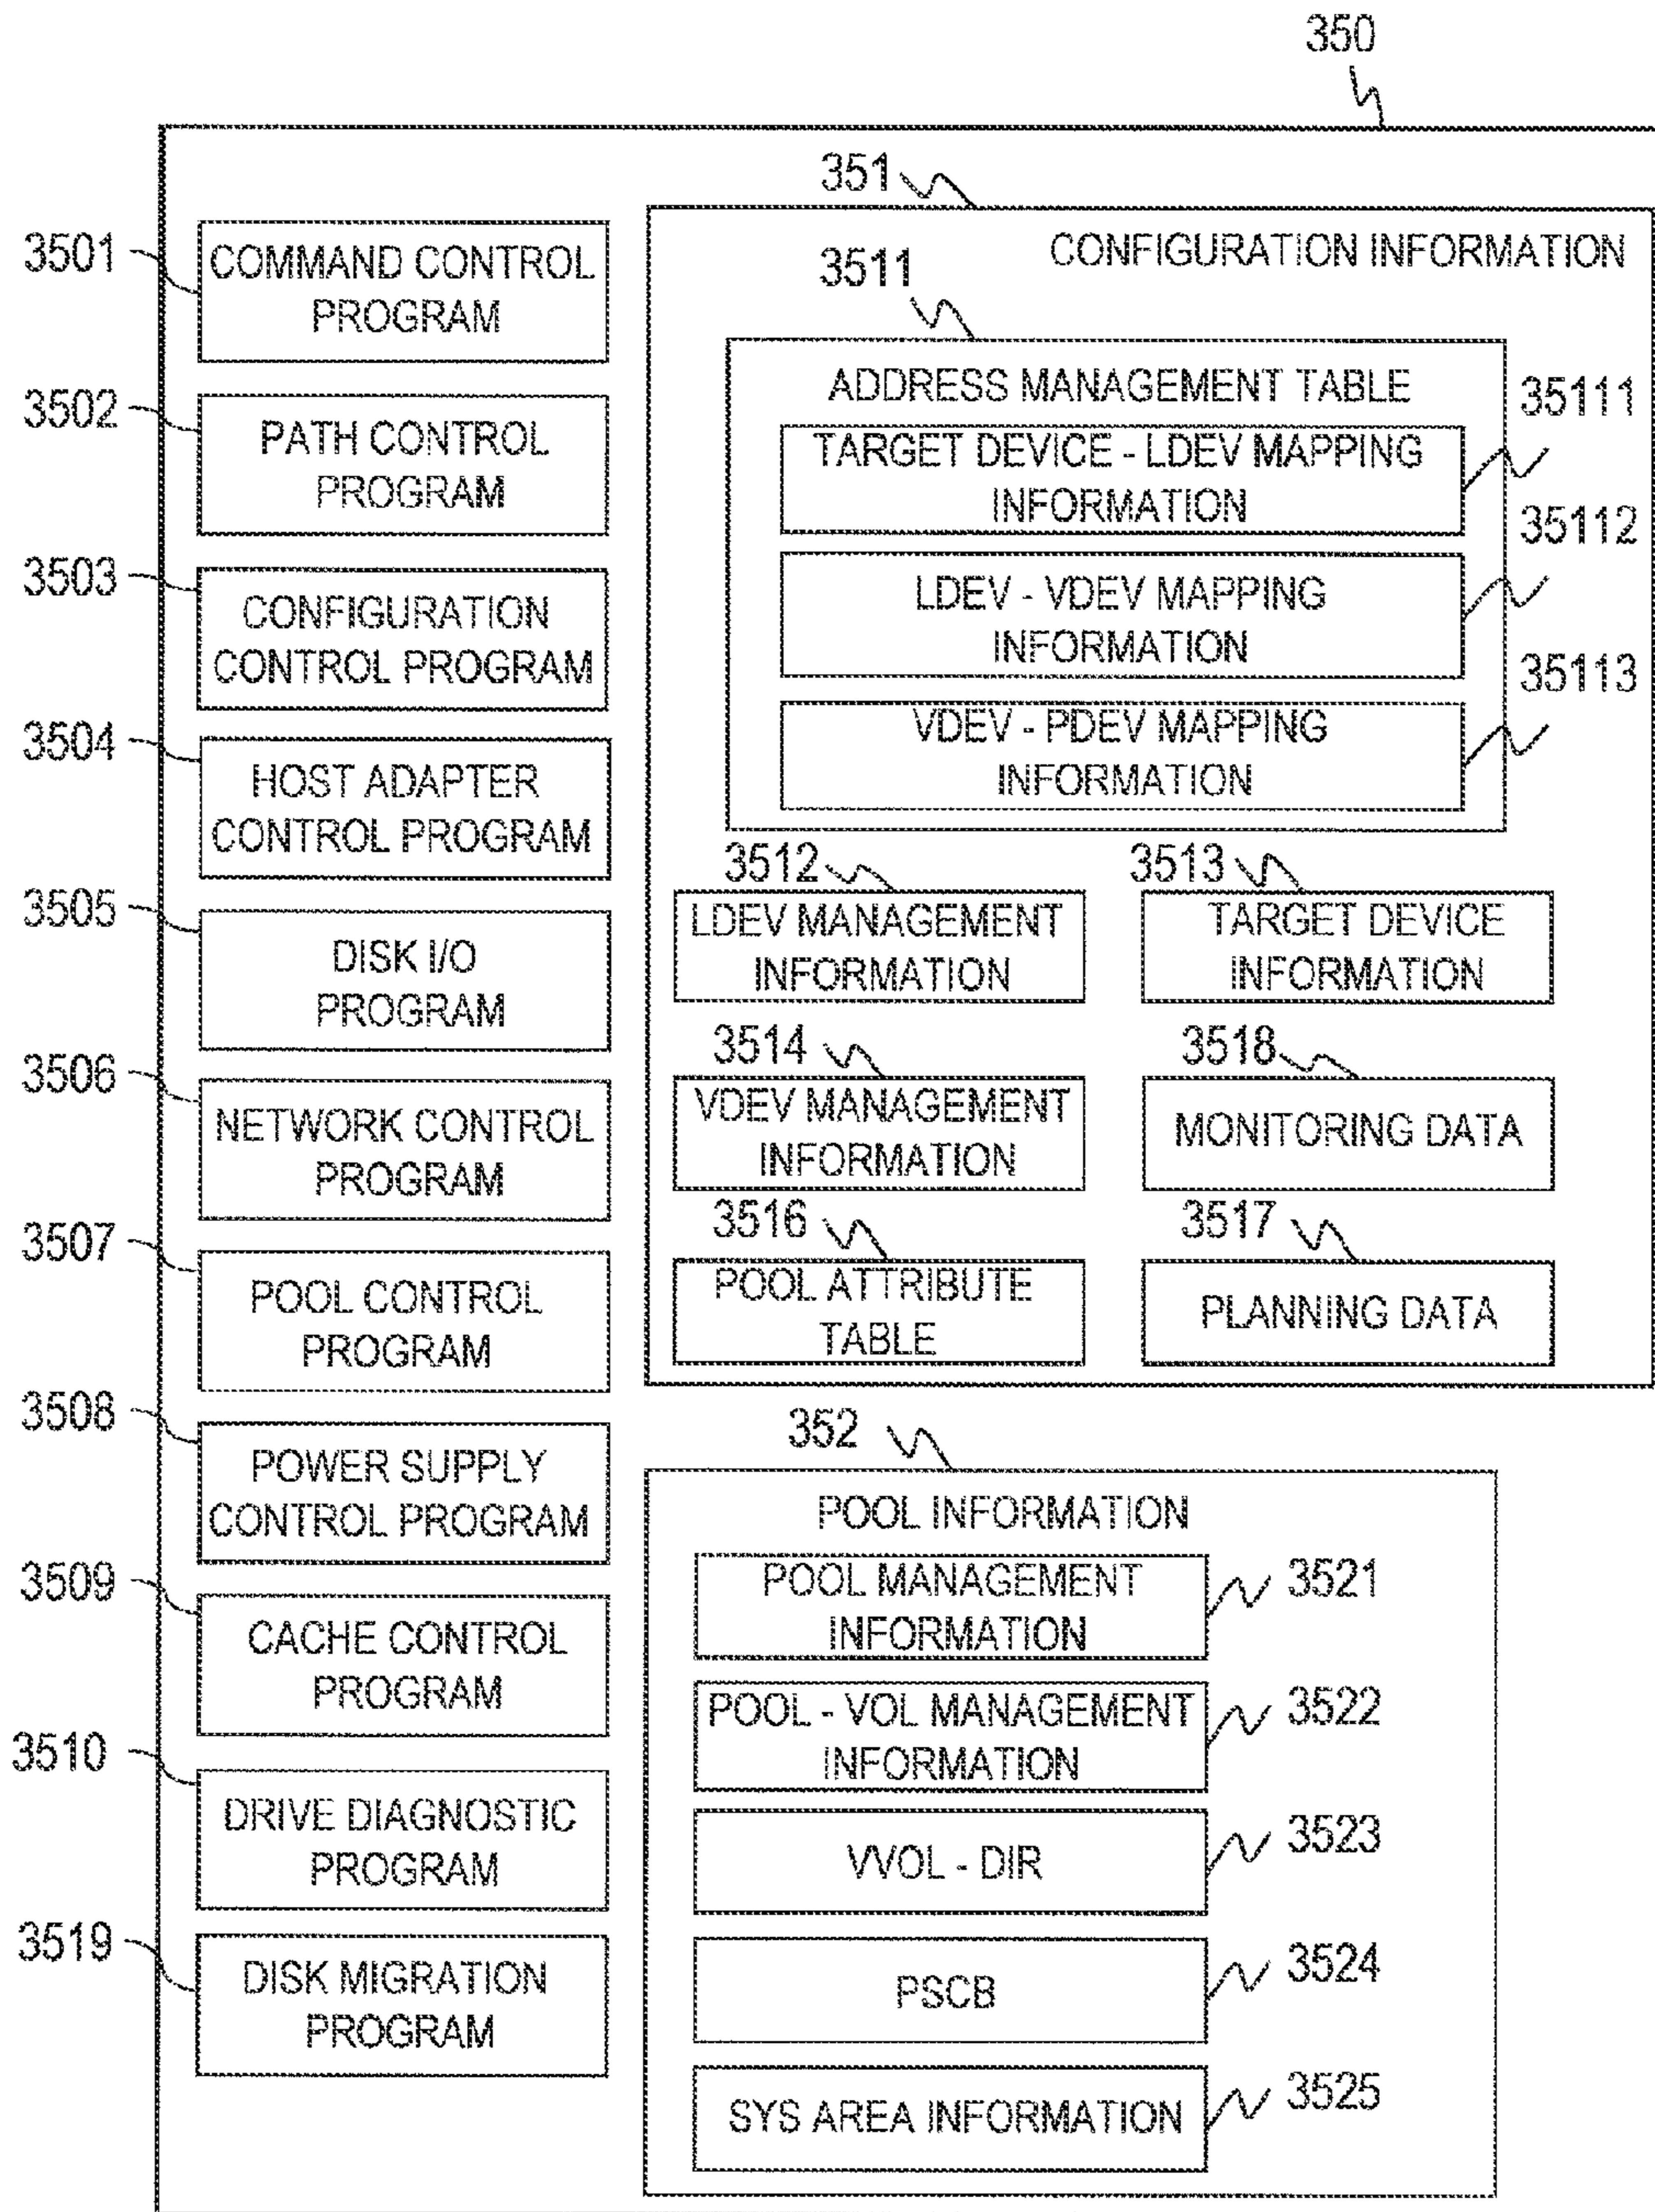 350
3501
COMMAND CONTROL
PROGRAM
3502
PATH CONTROL
PROGRAM
3503
CONFIGURATION
CONTROL PROGRAM
3504
HOST ADAPTER
CONTROL PROGRAM
3505
DISK I/O
PROGRAM
3506
NETWORK CONTROL
PROGRAM
3507
POOL CONTROL
PROGRAM
3508
POWER SUPPLY
CONTROL PROGRAM
3509
CACHE CONTROL
PROGRAM
3510
DRIVE DIAGNOSTIC
PROGRAM
3519
DISK MIGRATION
PROGRAM
351
CONFIGURATION INFORMATION
3511
ADDRESS MANAGEMENT TABLE
35111
TARGET DEVICE - LDEV MAPPING
INFORMATION
35112
LDEV - VDEV MAPPING
INFORMATION
35113
VDEV - PDEV MAPPING
INFORMATION
3512
LDEV MANAGEMENT
INFORMATION
3513
TARGET DEVICE
INFORMATION
3514
VDEV MANAGEMENT
INFORMATION
3518
MONITORING DATA
3516
POOL ATTRIBUTE
TABLE
3517
PLANNING DATA
352
POOL INFORMATION
POOL MANAGEMENT
INFORMATION
3521
POOL - VOL MANAGEMENT
INFORMATION
3522
VVOL - DIR
3523
PSCB
3524
SYS AREA INFORMATION
3525